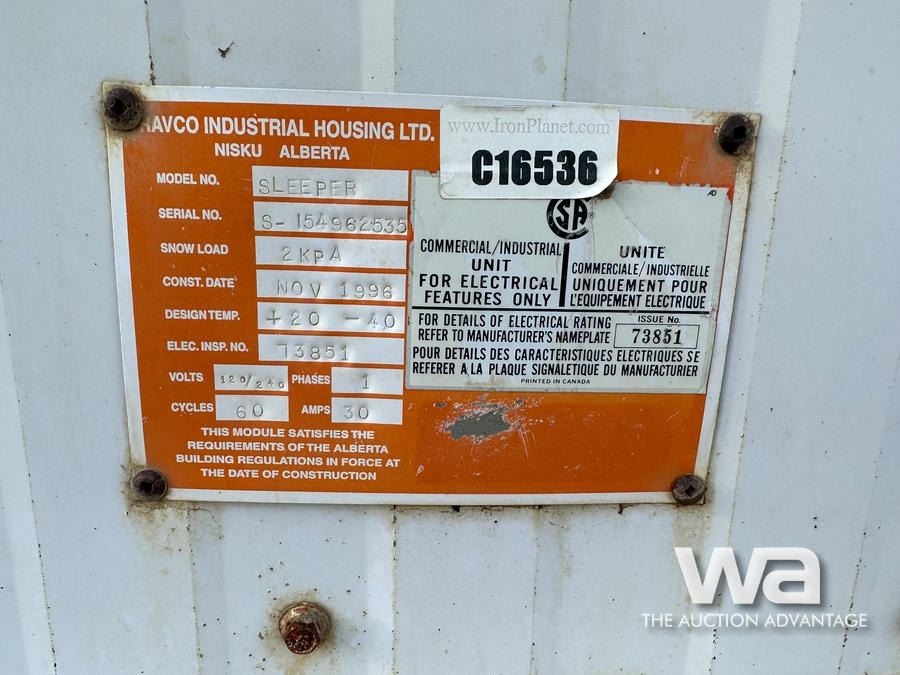 RAVCO INDUSTRIAL HOUSING LTD.
NISKU ALBERTA
MODEL NO. SLEEPER
SERIAL NO. S-154962535
SNOW LOAD 2 KPA
CONST. DATE NOV 1996
DESIGN TEMP. +20 -40
ELEC. INSP. NO. 73851
VOLTS 120/240 PHASES 1
CYCLES 60 AMPS 30
THIS MODULE SATISFIES THE
REQUIREMENTS OF THE ALBERTA
BUILDING REGULATIONS IN FORCE AT
THE DATE OF CONSTRUCTION
www.IronPlanet.com
C16536
AD
SA ®
COMMERCIAL/INDUSTRIAL
UNIT
FOR ELECTRICAL
FEATURES ONLY
UNITE
COMMERCIALE/INDUSTRIELLE
UNIQUEMENT POUR
L'EQUIPEMENT ELECTRIQUE
FOR DETAILS OF ELECTRICAL RATING
REFER TO MANUFACTURER'S NAMEPLATE
ISSUE No.
73851
POUR DETAILS DES CARACTERISTIQUES ELECTRIQUES SE
REFERER A LA PLAQUE SIGNALETIQUE DU MANUFACTURIER
PRINTED IN CANADA
wa
THE AUCTION ADVANTAGE